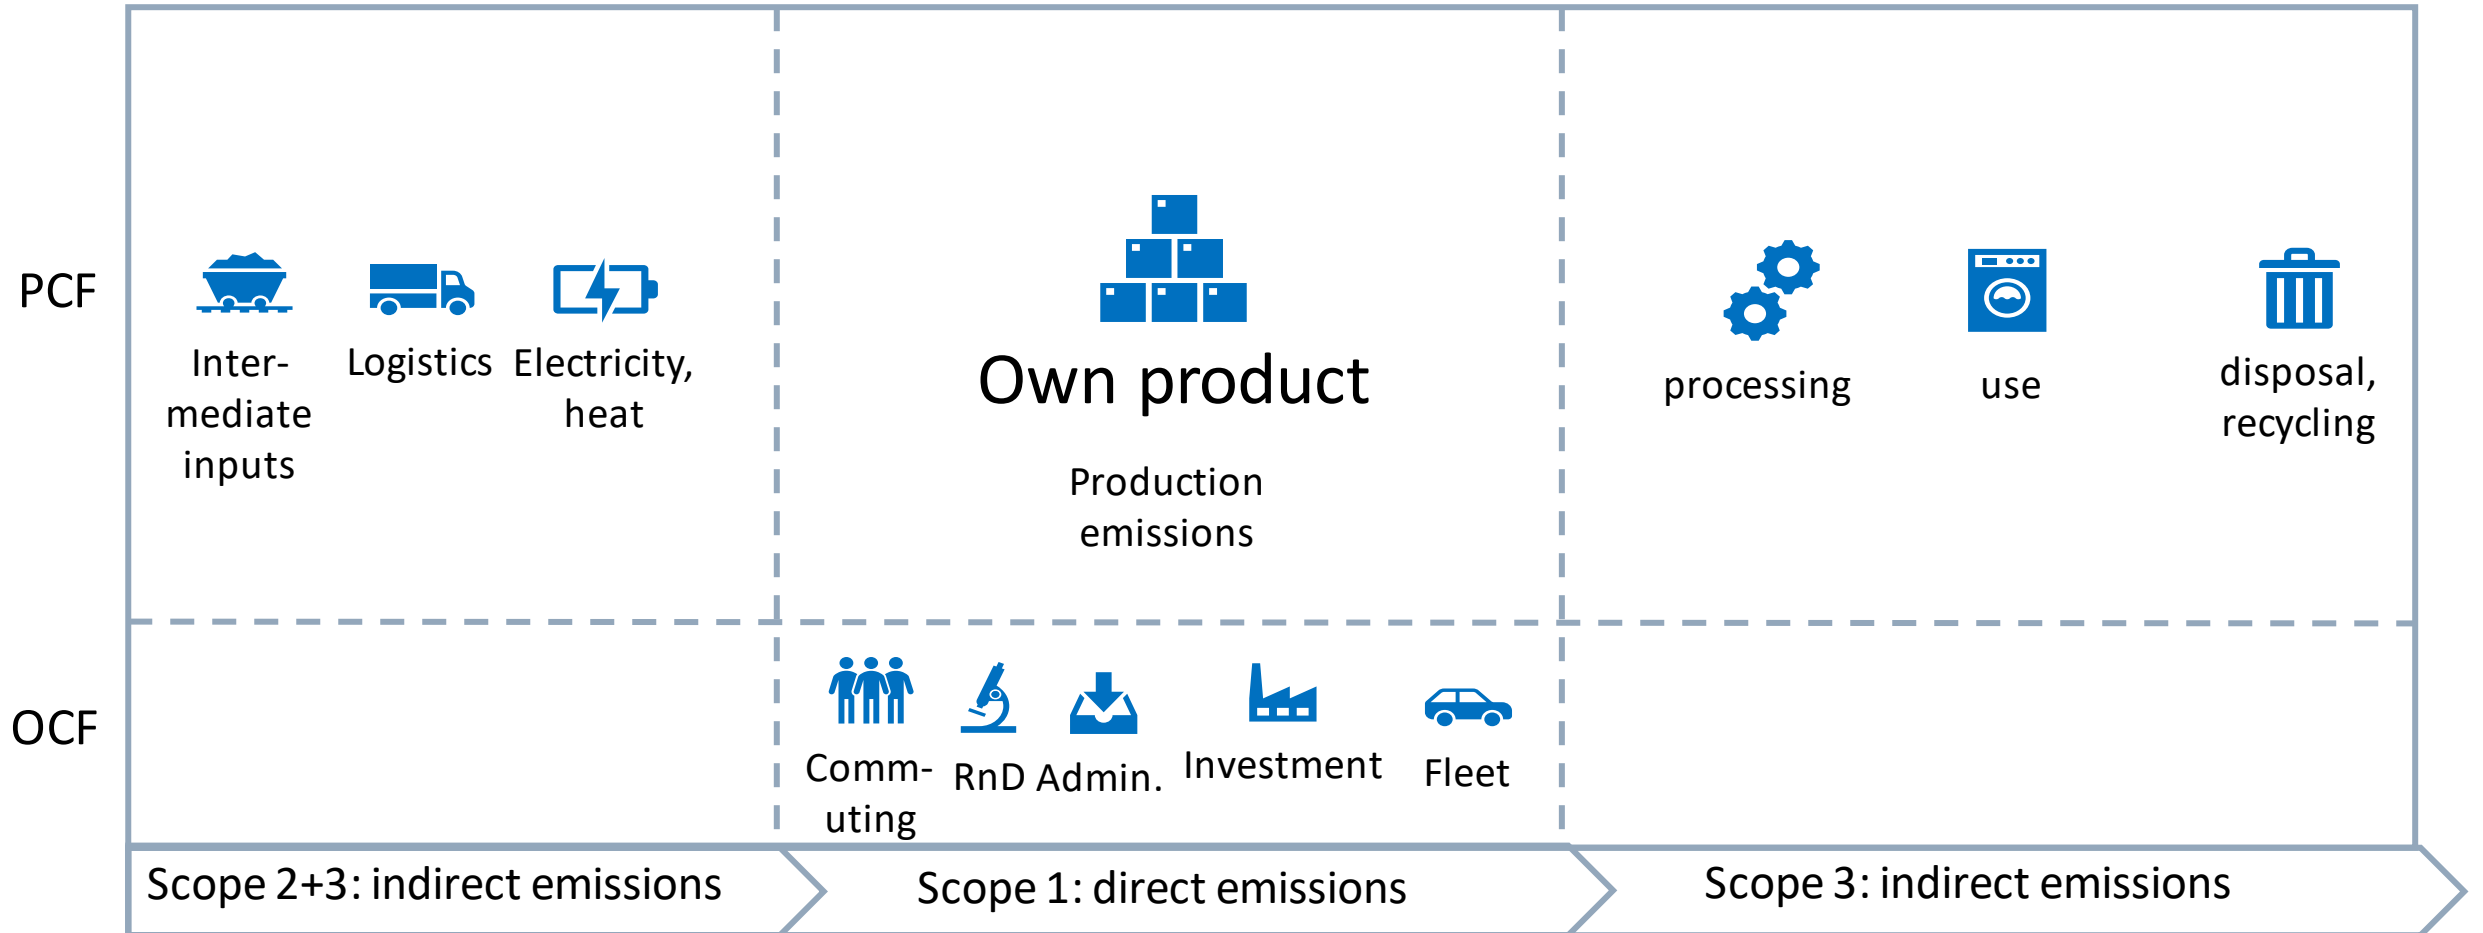 PCF
Inter-
mediate
inputs
Logistics
Electricity,
heat
Own product
Production
emissions
processing
use
disposal,
recycling
OCF
Comm-
uting
RnD
Admin.
Investment
Fleet
Scope 2+3: indirect emissions
Scope 1: direct emissions
Scope 3: indirect emissions